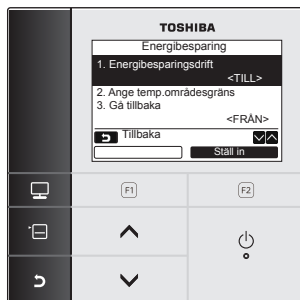 TOSHIBA
Energibesparing
1. Energibesparingsdrift
<TILL>
2. Ange temp.områdesgräns
3. Gå tillbaka
<FRÅN>
Tillbaka
Ställ in
F1
F2